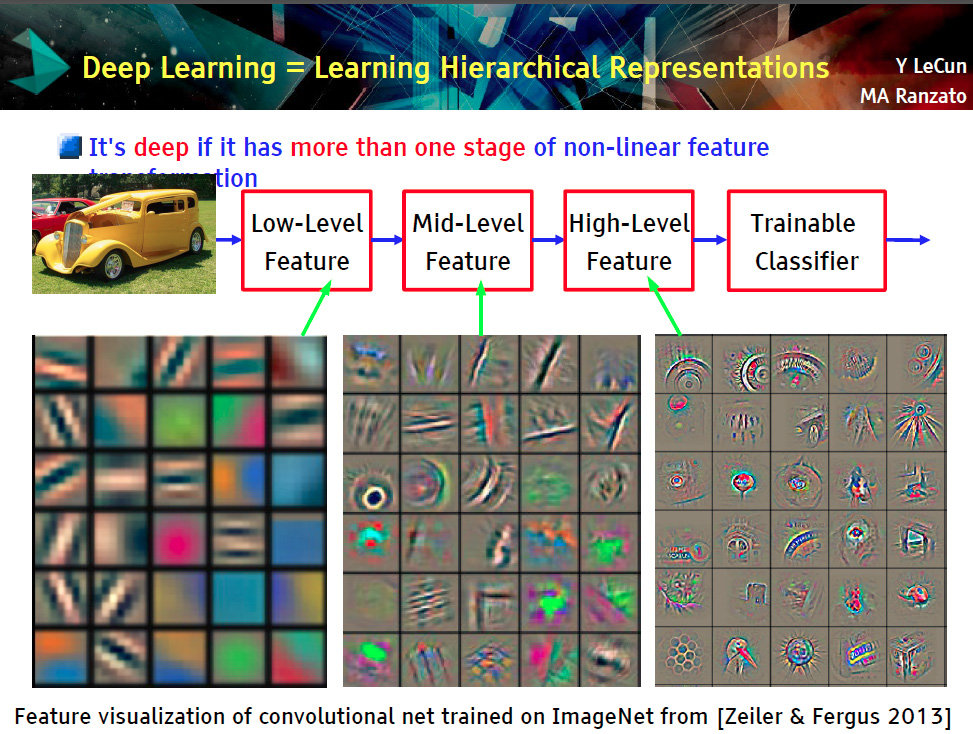 Deep Learning = Learning Hierarchical Representations
Y LeCun
MA Ranzato
It's deep if it has more than one stage of non-linear feature
transformation
Low-Level
Feature
Mid-Level
Feature
High-Level
Feature
Trainable
Classifier
Feature visualization of convolutional net trained on ImageNet from [Zeiler & Fergus 2013]